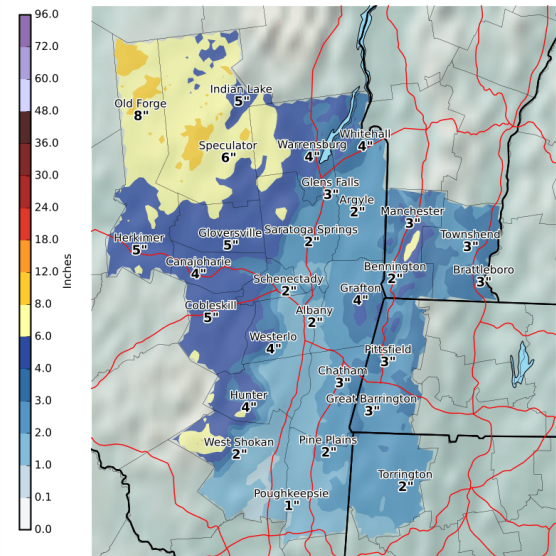 96.0
72.0
60.0
48.0
36.0
30.0
24.0
18.0
12.0
8.0
6.0
4.0
3.0
2.0
1.0
0.1
0.0
Inches
Indian Lake
5"
Old Forge
8"
Speculator
6"
Warrensburg
4"
Whitehall
4"
Glens Falls
3"
Argyle
2"
Manchester
3"
Herkimer
5"
Gloversville
5"
Saratoga Springs
2"
Townshend
3"
Canajoharie
4"
Schenectady
2"
Bennington
2"
Brattleboro
3"
Grafton
4"
Cobleskill
5"
Albany
2"
Westerlo
4"
Pittsfield
3"
Chatham
3"
Hunter
4"
Great Barrington
3"
West Shokan
2"
Pine Plains
2"
Torrington
2"
Poughkeepsie
1"